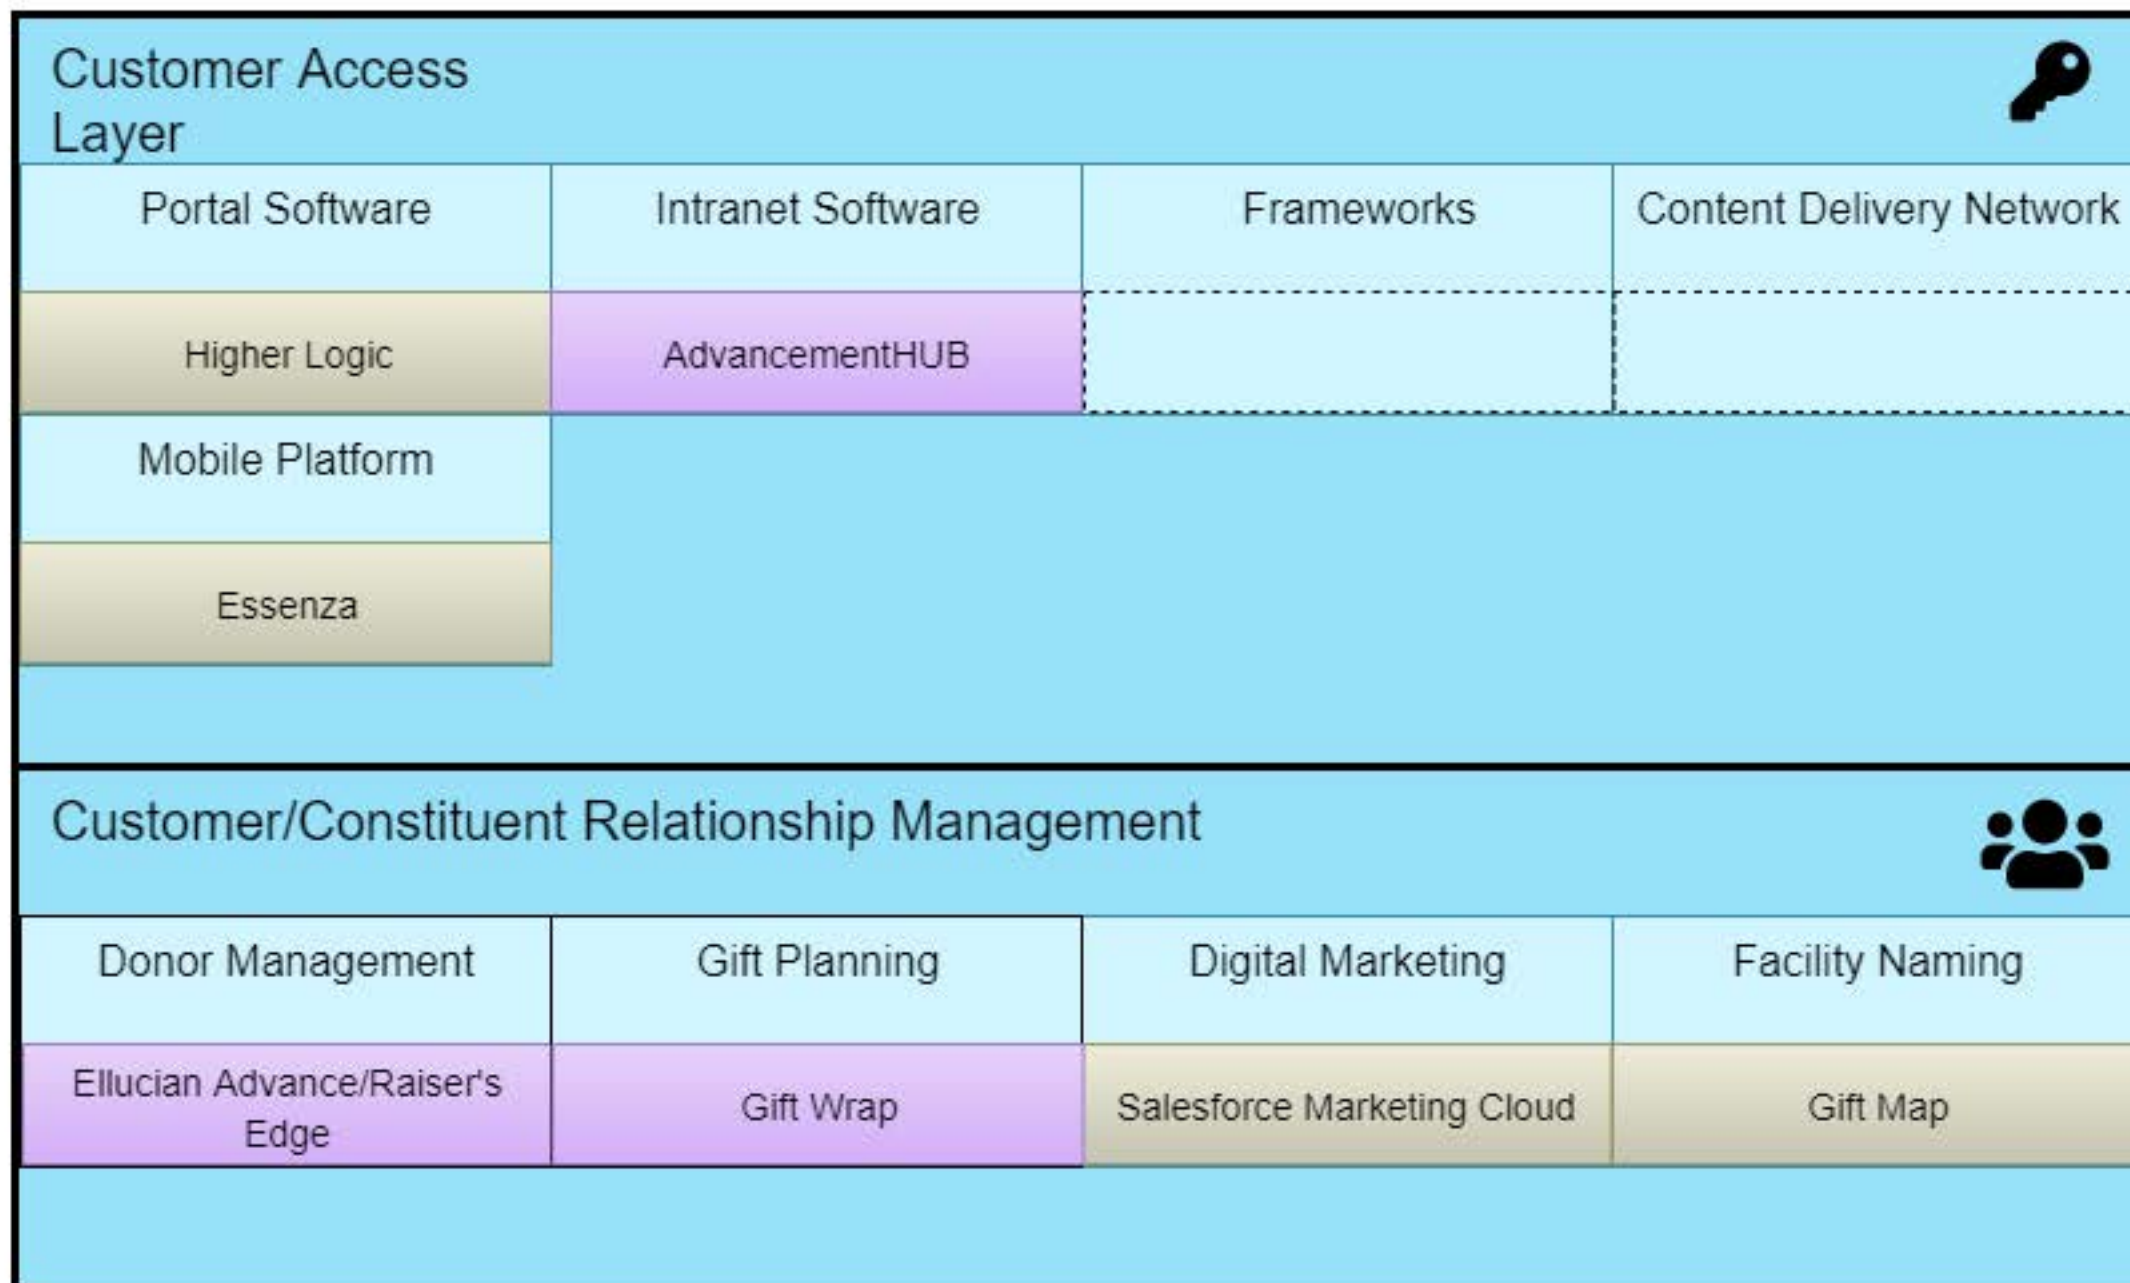 Customer Access
Layer
Portal Software
Intranet Software
Frameworks
Content Delivery Network
Higher Logic
AdvancementHUB
Mobile Platform
Essenza
Customer/Constituent Relationship Management
Donor Management
Gift Planning
Digital Marketing
Facility Naming
Ellucian Advance/Raiser's
Edge
Gift Wrap
Salesforce Marketing Cloud
Gift Map